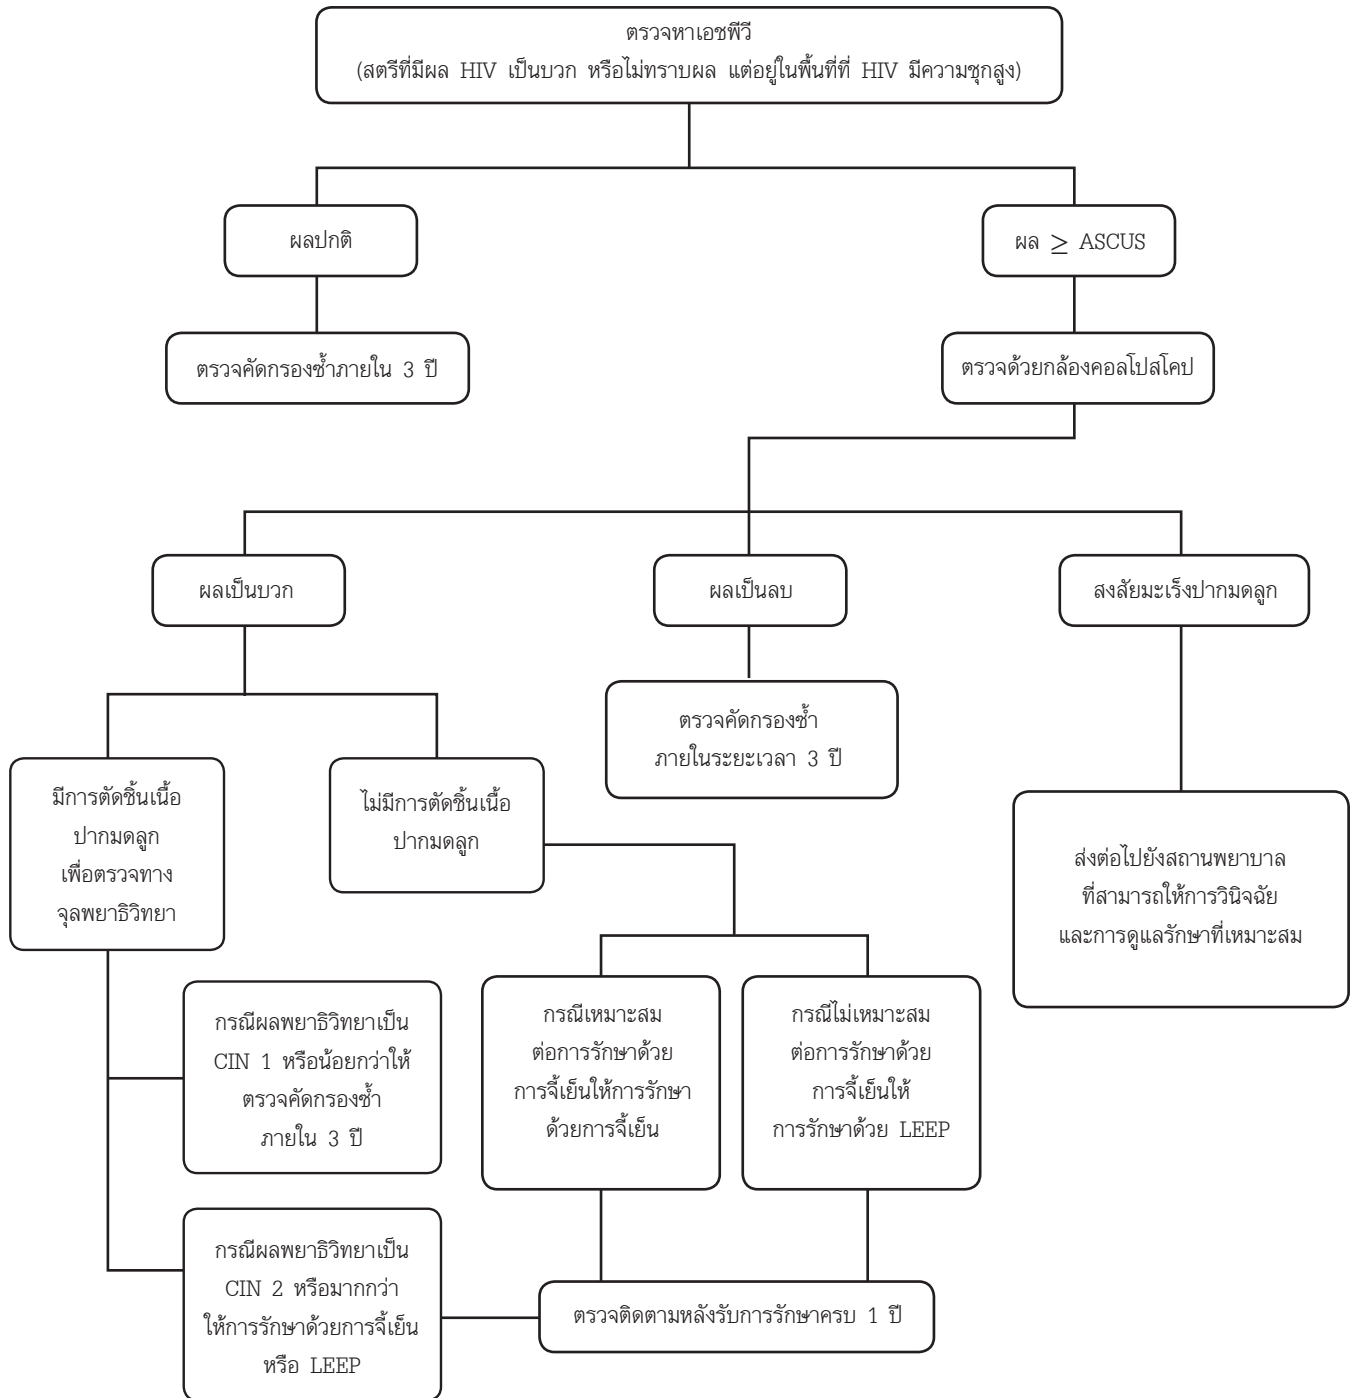 ตรวจหาเอชพีวี
(สตรีที่มีผล HIV เป็นบวก หรือไม่ทราบผล แต่อยู่ในพื้นที่ที่ HIV มีความชุกสูง)
ผลปกติ
ผล ≥ ASCUS
ตรวจคัดกรองซ้ำภายใน 3 ปี
ตรวจด้วยกล้องคอลโปสโคป
ผลเป็นบวก
ผลเป็นลบ
สงสัยมะเร็งปากมดลูก
ตรวจคัดกรองซ้ำ
ภายในระยะเวลา 3 ปี
มีการตัดชิ้นเนื้อ
ปากมดลูก
เพื่อตรวจทาง
จุลพยาธิวิทยา
ไม่มีการตัดชิ้นเนื้อ
ปากมดลูก
ส่งต่อไปยังสถานพยาบาล
ที่สามารถให้การวินิจฉัย
และการดูแลรักษาที่เหมาะสม
กรณีผลพยาธิวิทยาเป็น
CIN 1 หรือน้อยกว่าให้
ตรวจคัดกรองซ้ำ
ภายใน 3 ปี
กรณีเหมาะสม
ต่อการรักษาด้วย
การจี้เย็นให้การรักษา
ด้วยการจี้เย็น
กรณีไม่เหมาะสม
ต่อการรักษาด้วย
การจี้เย็นให้
การรักษาด้วย LEEP
กรณีผลพยาธิวิทยาเป็น
CIN 2 หรือมากกว่า
ให้การรักษาด้วยการจี้เย็น
หรือ LEEP
ตรวจติดตามหลังรับการรักษาครบ 1 ปี